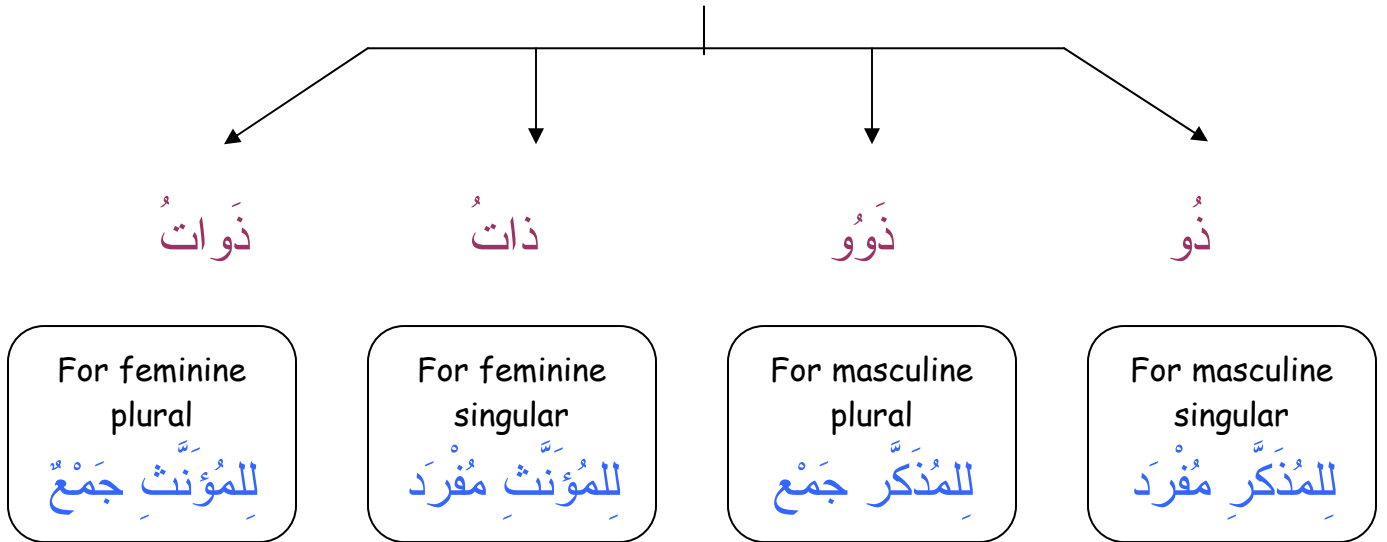 ذُو
ذَوُو
ذاتُ
ذَواتُ
For masculine
singular
لِلمُذَكَّرِ مُفْرَد
For masculine
plural
لِلمُذَكَّر جَمْع
For feminine
singular
لِلمُؤَنَّثِ مُفْرَد
For feminine
plural
لِلمُؤَنَّثِ جَمْعٌ